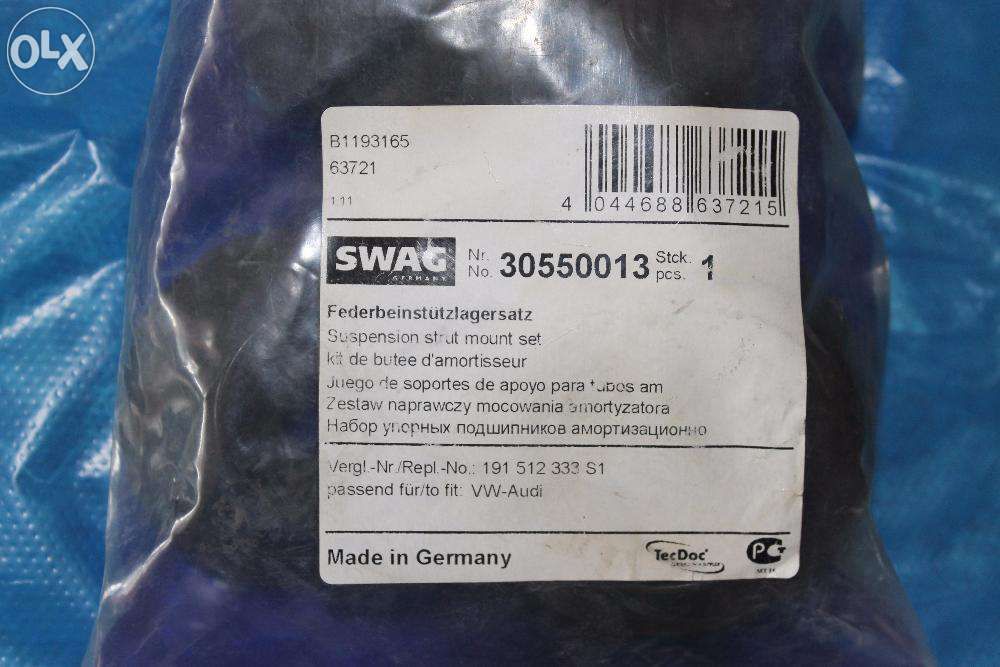 OLX
B1193165
63721
1.11
4 044688 637215
SWAG
GERMANY
Nr. No. 30550013 Stck. pcs. 1
Federbeinstützlagersatz
Suspension strut mount set
kit de butee d'amortisseur
Juego de soportes de apoyo para tubos am
Zestaw naprawczy mocowania amortyzatora
Набор упорных подшипников амортизационно
Vergl.-Nr./Repl.-No.: 191 512 333 S1
passend für/to fit: VW-Audi
Made in Germany
TecDoc